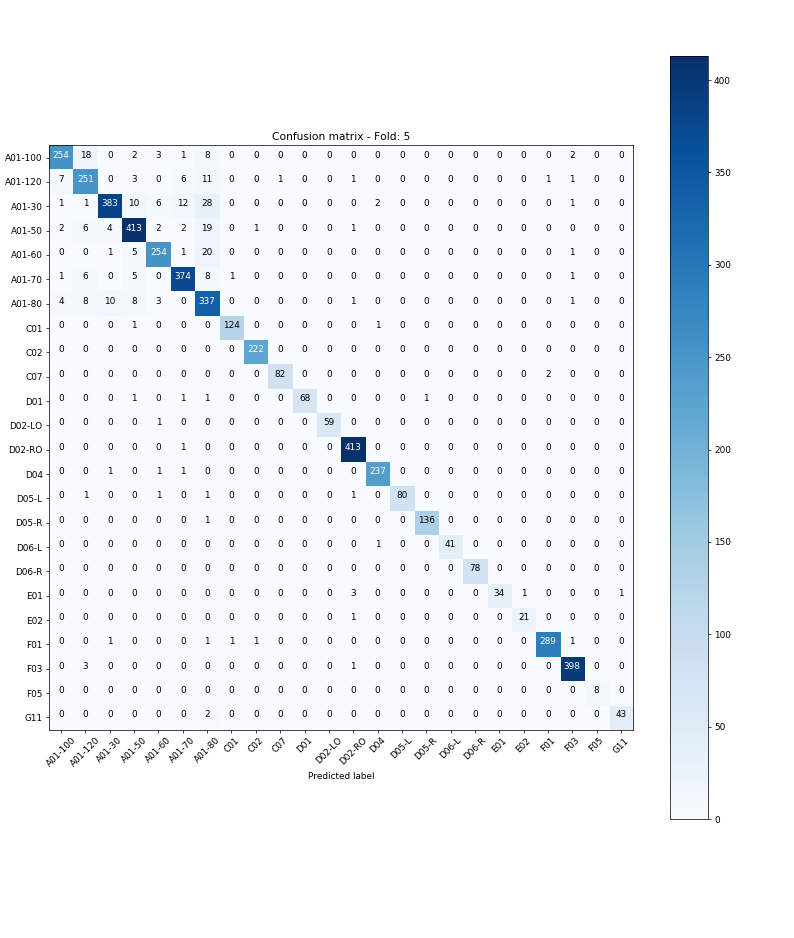 Confusion matrix - Fold: 5
A01-100 254 18 0 2 3 1 8 0 0 0 0 0 0 0 0 0 0 0 0 0 0 2 0 0
A01-120 7 251 0 3 0 6 11 0 0 1 0 0 1 0 0 0 0 0 0 0 1 1 0 0
A01-30 1 1 383 10 6 12 28 0 0 0 0 0 0 2 0 0 0 0 0 0 0 1 0 0
A01-50 2 6 4 413 2 2 19 0 1 0 0 0 1 0 0 0 0 0 0 0 0 0 0 0
A01-60 0 0 1 5 254 1 20 0 0 0 0 0 0 0 0 0 0 0 0 0 0 1 0 0
A01-70 1 6 0 5 0 374 8 1 0 0 0 0 0 0 0 0 0 0 0 0 0 1 0 0
A01-80 4 8 10 8 3 0 337 0 0 0 0 0 1 0 0 0 0 0 0 0 0 1 0 0
C01 0 0 0 1 0 0 0 124 0 0 0 0 0 1 0 0 0 0 0 0 0 0 0 0
C02 0 0 0 0 0 0 0 0 222 0 0 0 0 0 0 0 0 0 0 0 0 0 0 0
C07 0 0 0 0 0 0 0 0 0 82 0 0 0 0 0 0 0 0 0 0 2 0 0 0
D01 0 0 0 1 0 1 1 0 0 0 68 0 0 0 0 1 0 0 0 0 0 0 0 0
D02-LO 0 0 0 0 1 0 0 0 0 0 0 59 0 0 0 0 0 0 0 0 0 0 0 0
D02-RO 0 0 0 0 0 1 0 0 0 0 0 0 413 0 0 0 0 0 0 0 0 0 0 0
D04 0 0 1 0 1 1 0 0 0 0 0 0 0 237 0 0 0 0 0 0 0 0 0 0
D05-L 0 1 0 0 1 0 1 0 0 0 0 0 1 0 80 0 0 0 0 0 0 0 0 0
D05-R 0 0 0 0 0 0 1 0 0 0 0 0 0 0 0 136 0 0 0 0 0 0 0 0
D06-L 0 0 0 0 0 0 0 0 0 0 0 0 0 1 0 0 41 0 0 0 0 0 0 0
D06-R 0 0 0 0 0 0 0 0 0 0 0 0 0 0 0 0 0 78 0 0 0 0 0 0
E01 0 0 0 0 0 0 0 0 0 0 0 0 3 0 0 0 0 0 34 1 0 0 0 1
E02 0 0 0 0 0 0 0 0 0 0 0 0 1 0 0 0 0 0 0 21 0 0 0 0
F01 0 0 1 0 0 0 1 1 1 0 0 0 0 0 0 0 0 0 0 0 289 1 0 0
F03 0 3 0 0 0 0 0 0 0 0 0 0 1 0 0 0 0 0 0 0 0 398 0 0
F05 0 0 0 0 0 0 0 0 0 0 0 0 0 0 0 0 0 0 0 0 0 0 8 0
G11 0 0 0 0 0 0 2 0 0 0 0 0 0 0 0 0 0 0 0 0 0 0 0 43
A01-100 A01-120 A01-30 A01-50 A01-60 A01-70 A01-80 C01 C02 C07 D01 D02-LO D02-RO D04 D05-L D05-R D06-L D06-R E01 E02 F01 F03 F05 G11
Predicted label
400
350
300
250
200
150
100
50
0